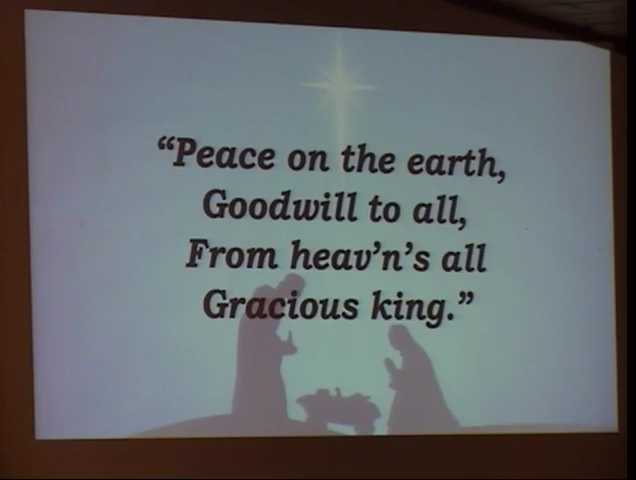 “Peace on the earth,
Goodwill to all,
From heav’n’s all
Gracious king.”